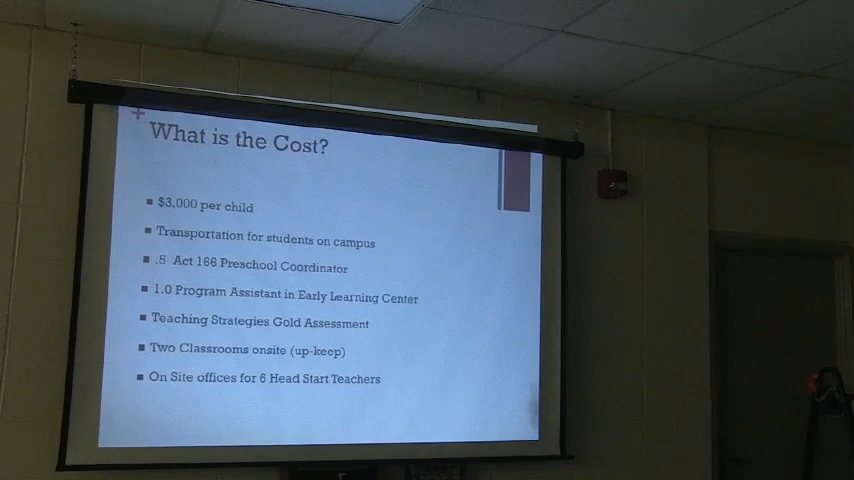 What is the Cost?
$3,000 per child
Transportation for students on campus
.5 Act 166 Preschool Coordinator
1.0 Program Assistant in Early Learning Center
Teaching Strategies Gold Assessment
Two Classrooms onsite (up-keep)
On Site offices for 6 Head Start Teachers